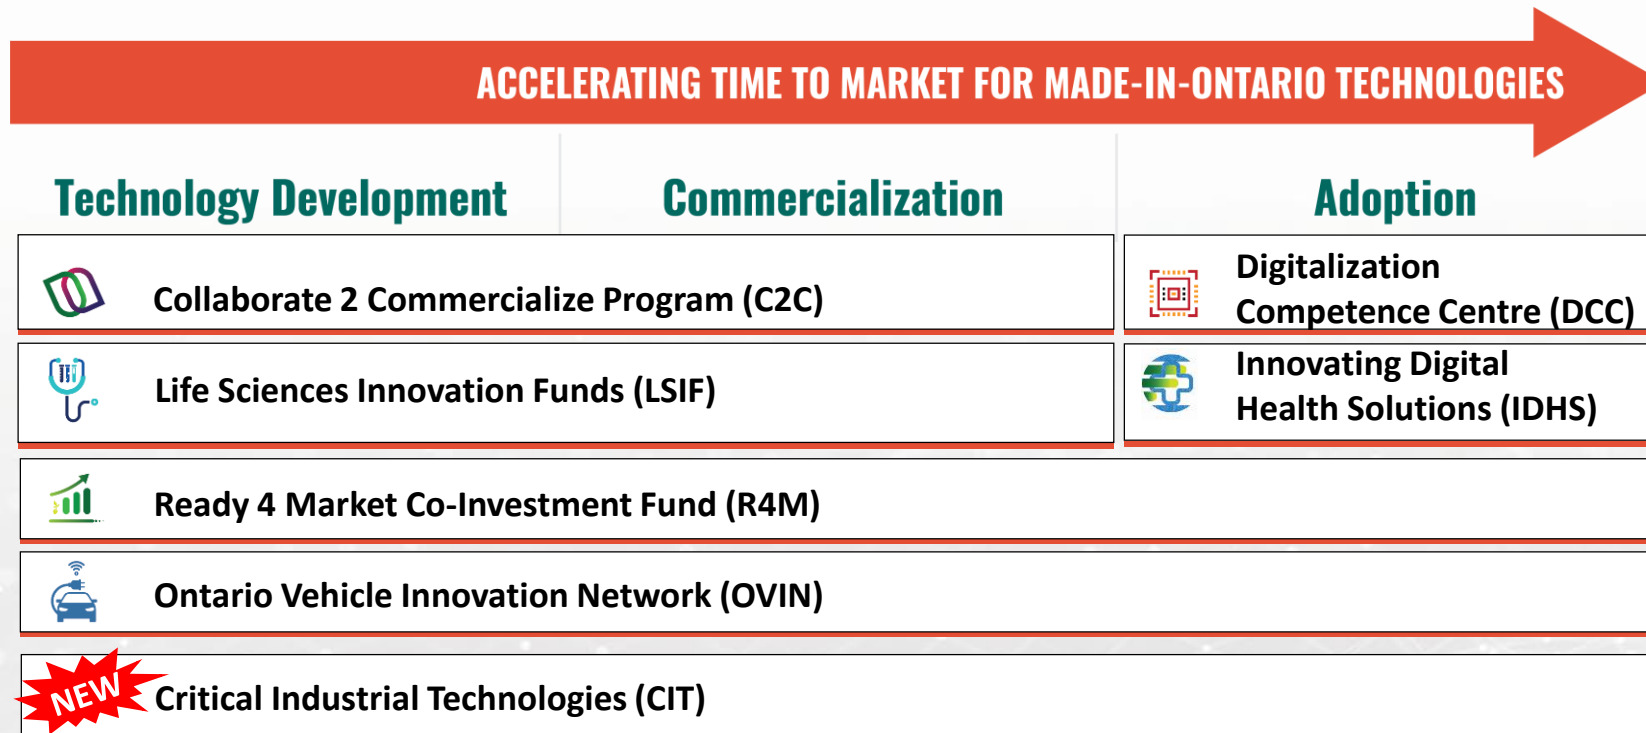 ACCELERATING TIME TO MARKET FOR MADE-IN-ONTARIO TECHNOLOGIES
Technology Development
Commercialization
Adoption
Collaborate 2 Commercialize Program (C2C)
Digitalization
Competence Centre (DCC)
Life Sciences Innovation Funds (LSIF)
Innovating Digital
Health Solutions (IDHS)
Ready 4 Market Co-Investment Fund (R4M)
Ontario Vehicle Innovation Network (OVIN)
NEW
Critical Industrial Technologies (CIT)